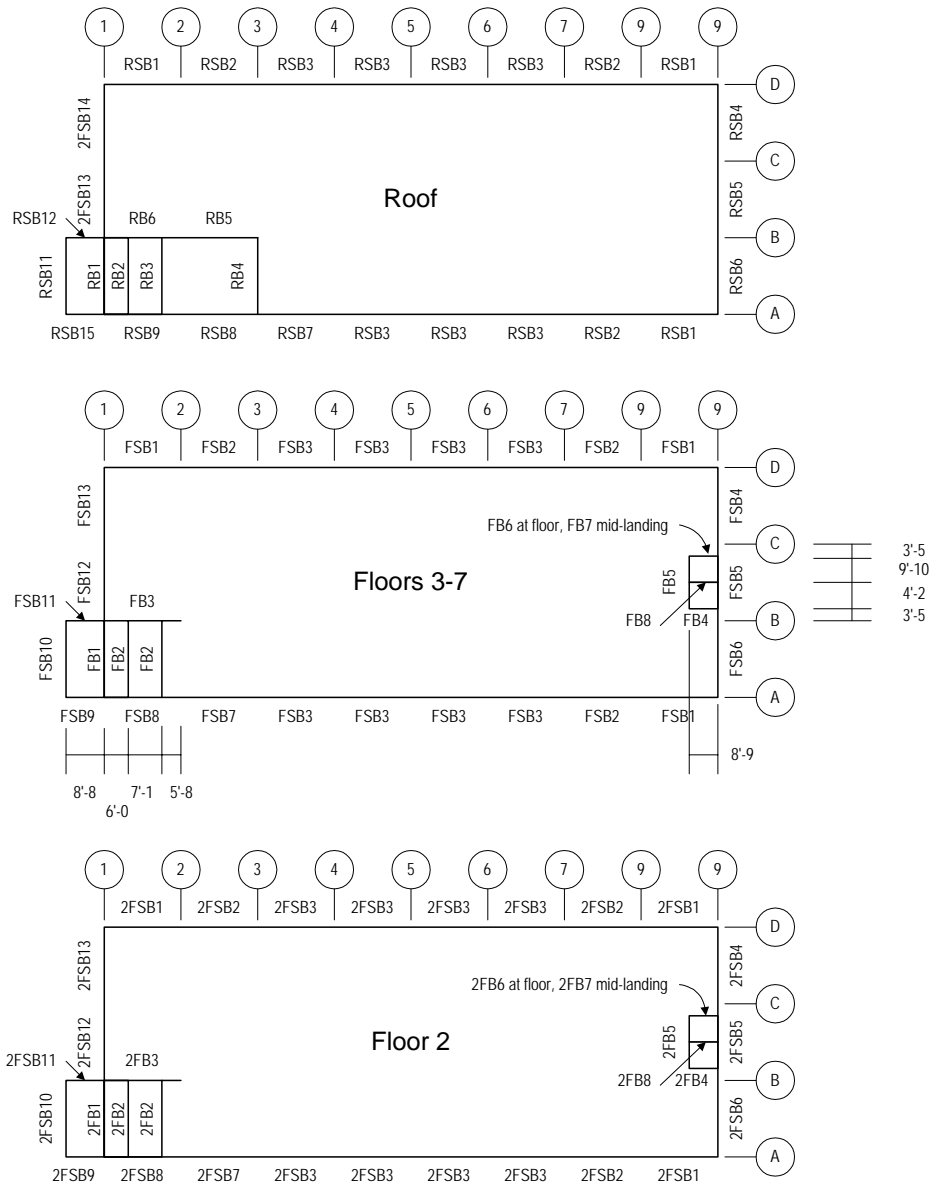 1 2 3 4 5 6 7 9 9
RSB1 RSB2 RSB3 RSB3 RSB3 RSB3 RSB2 RSB1
D
2FSB14
RSB4
C
Roof
2FSB13
RSB5
RSB12
RB6 RB5
B
RSB11
RB1
RB2
RB3
RB4
RSB6
A
RSB15 RSB9 RSB8 RSB7 RSB3 RSB3 RSB3 RSB2 RSB1
1 2 3 4 5 6 7 9 9
FSB1 FSB2 FSB3 FSB3 FSB3 FSB3 FSB2 FSB1
D
FSB13
FSB4
FB6 at floor, FB7 mid-landing
C
3'-5
9'-10
4'-2
3'-5
Floors 3-7
FB5
FSB5
FSB12
FSB11
FB3
FB8
FB4
B
FSB10
FB1
FB2
FB2
FSB6
A
FSB9 FSB8 FSB7 FSB3 FSB3 FSB3 FSB3 FSB2 FSB1
8'-9
8'-8
6'-0
7'-1
5'-8
1 2 3 4 5 6 7 9 9
2FSB1 2FSB2 2FSB3 2FSB3 2FSB3 2FSB3 2FSB2 2FSB1
D
2FSB13
2FSB4
2FB6 at floor, 2FB7 mid-landing
C
Floor 2
2FB5
2FSB5
2FSB12
2FSB11
2FB3
2FB8
2FB4
B
2FSB10
2FB1
2FB2
2FB2
2FSB6
A
2FSB9 2FSB8 2FSB7 2FSB3 2FSB3 2FSB3 2FSB3 2FSB2 2FSB1